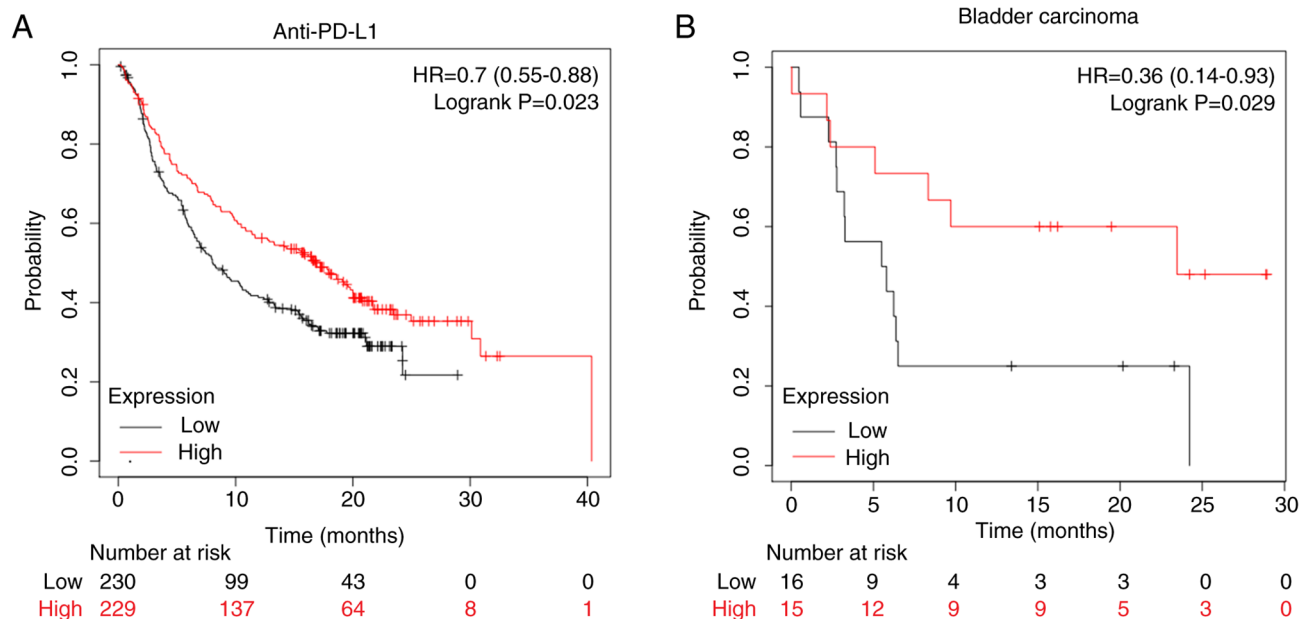 A
Anti-PD-L1
HR=0.7 (0.55-0.88)
Logrank P=0.023
Probability
1.0
0.8
0.6
0.4
0.2
0.0
Expression
Low
High
0 10 20 30 40
Time (months)
Number at risk
Low 230 99 43 0 0
High 229 137 64 8 1
B
Bladder carcinoma
HR=0.36 (0.14-0.93)
Logrank P=0.029
Probability
1.0
0.8
0.6
0.4
0.2
0.0
Expression
Low
High
0 5 10 15 20 25 30
Time (months)
Number at risk
Low 16 9 4 3 3 0 0
High 15 12 9 9 5 3 0